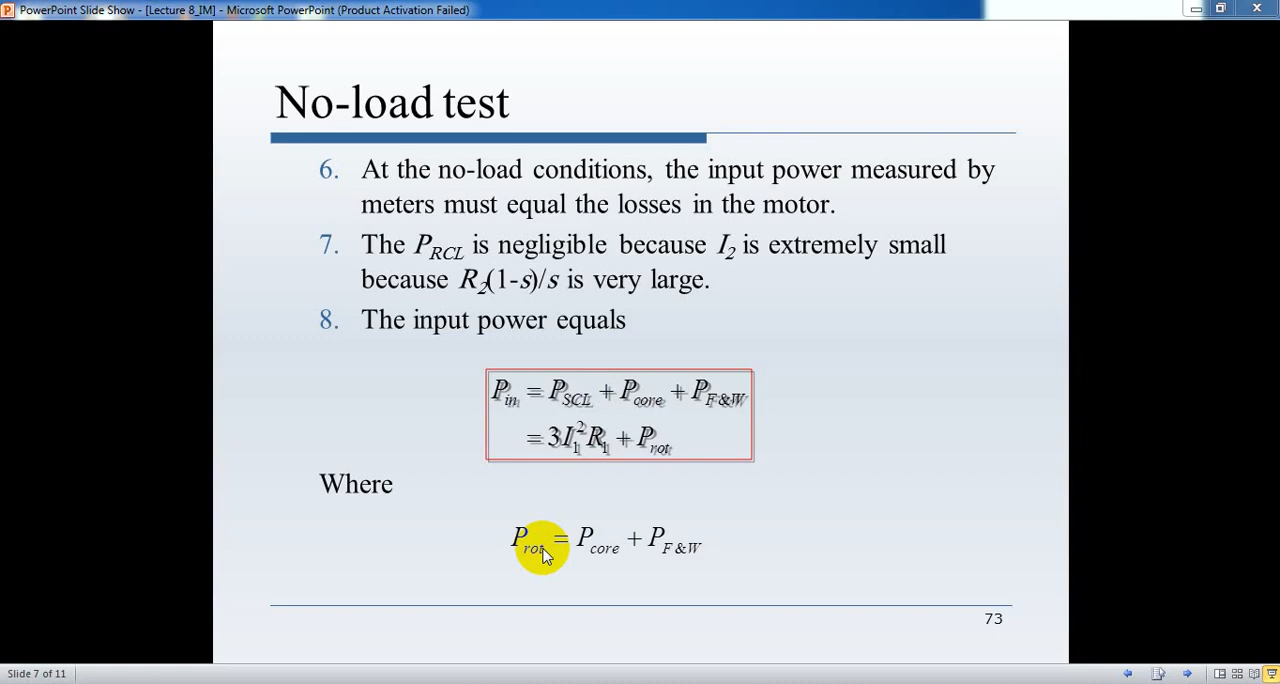 PowerPoint Slide Show - [Lecture 8_IM] - Microsoft PowerPoint (Product Activation Failed)
No-load test
6. At the no-load conditions, the input power measured by
meters must equal the losses in the motor.
7. The P_RCL is negligible because I_2 is extremely small
because R_2(1-s)/s is very large.
8. The input power equals
P_in = P_SCL + P_core + P_F&W
= 3I_1^2 R_1 + P_rot
Where
P_rot = P_core + P_F&W
73
Slide 7 of 11